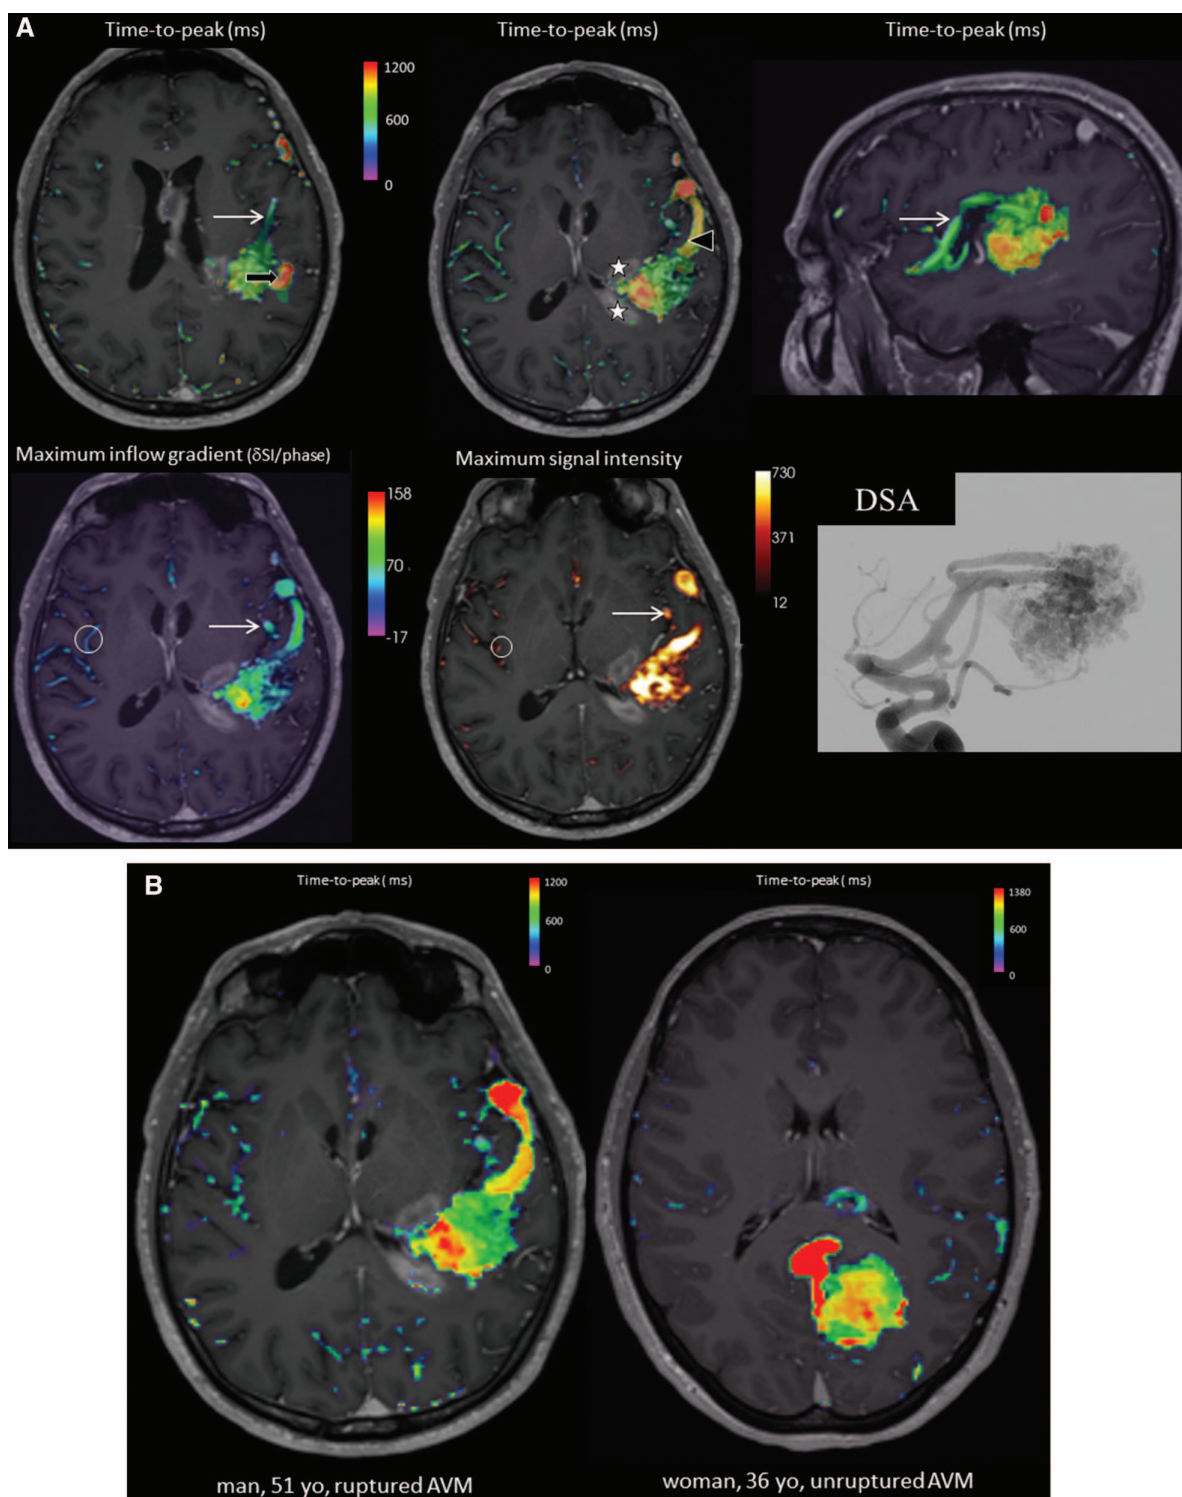 A
Time-to-peak (ms)
Time-to-peak (ms)
Time-to-peak (ms)
1200
600
0
Maximum inflow gradient (δSI/phase)
158
70
-17
Maximum signal intensity
730
371
12
DSA
B
Time-to-peak ( ms)
1200
600
0
Time-to-peak ( ms)
1380
600
0
man, 51 yo, ruptured AVM
woman, 36 yo, unruptured AVM